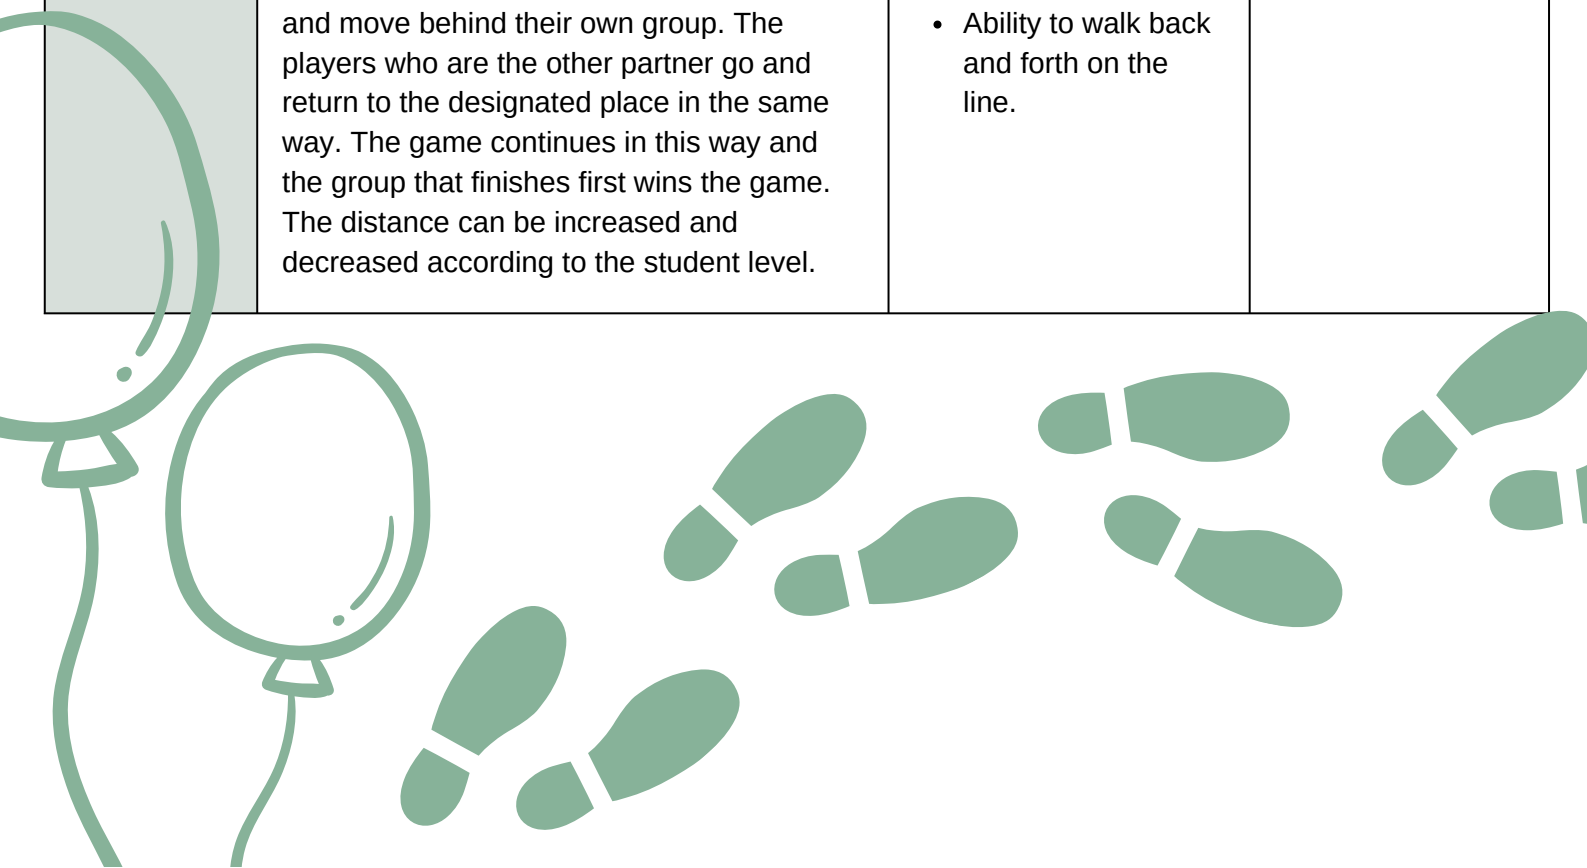 and move behind their own group. The
players who are the other partner go and
return to the designated place in the same
way. The game continues in this way and
the group that finishes first wins the game.
The distance can be increased and
decreased according to the student level.
• Ability to walk back
and forth on the
line.